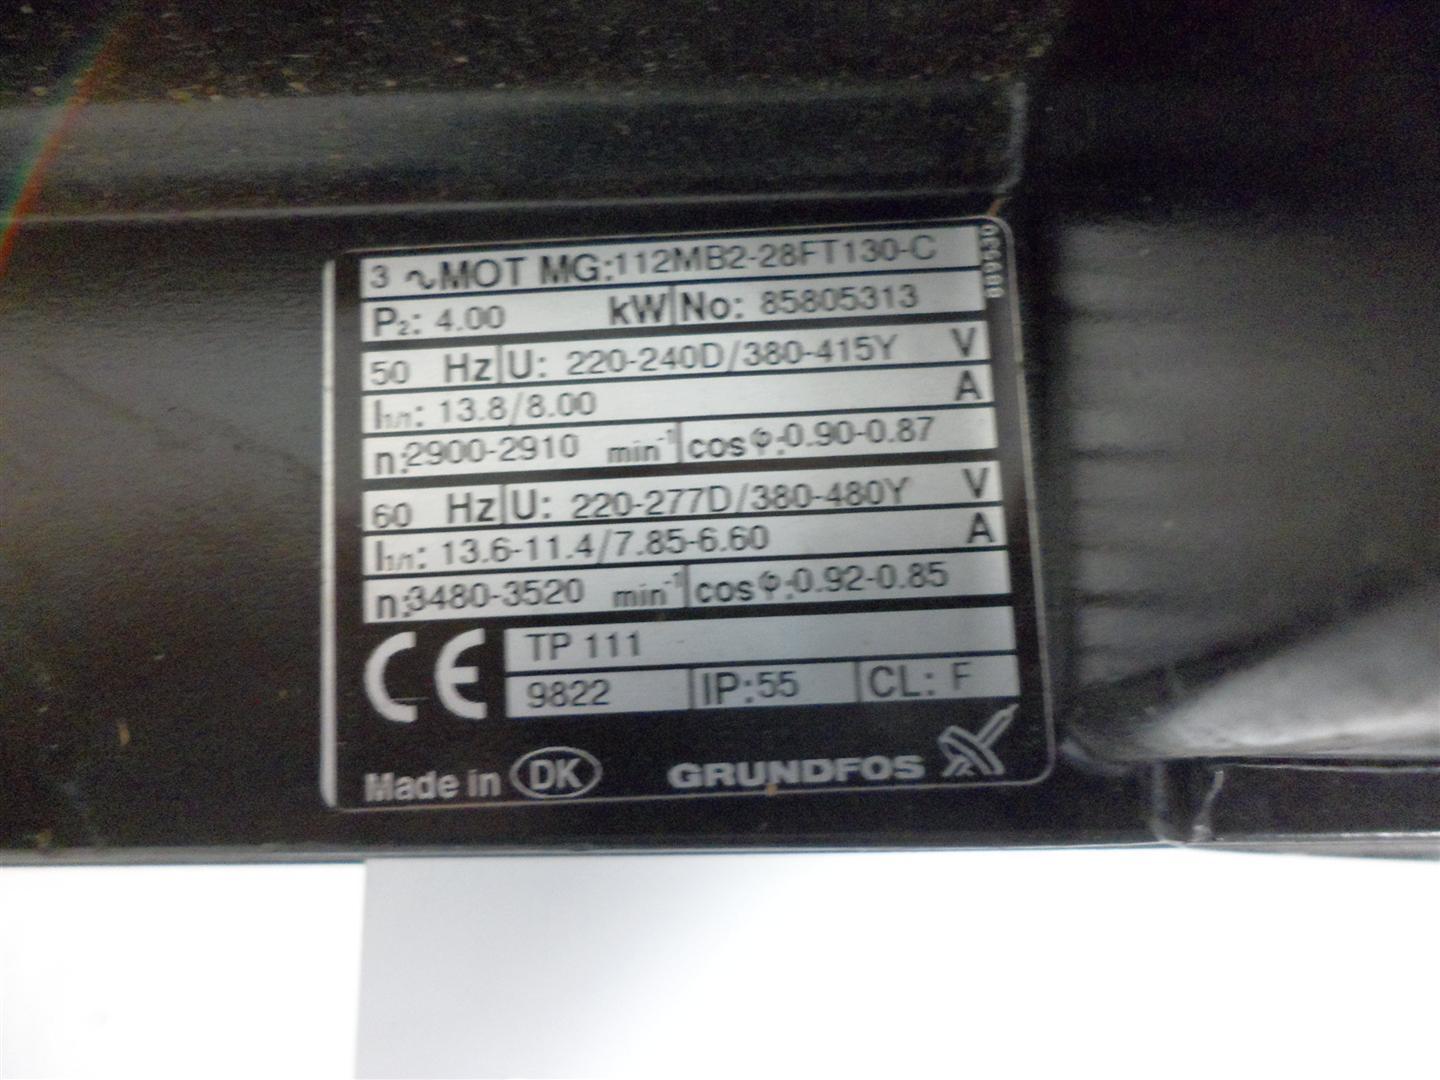 3 ∿MOT MG:112MB2-28FT130-C
P₂: 4.00 kW No: 85805313
50 Hz U: 220-240D/380-415Y V
I₁/₁: 13.8/8.00 A
n:2900-2910 min⁻¹ cosφ:0.90-0.87
60 Hz U: 220-277D/380-480Y V
I₁/₁: 13.6-11.4/7.85-6.60 A
n:3480-3520 min⁻¹ cosφ:0.92-0.85
CE TP 111
9822 IP:55 CL: F
Made in DK GRUNDFOS